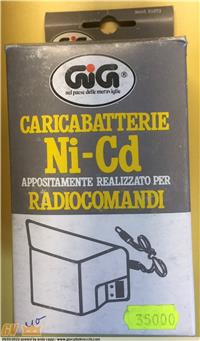 GiG ®
nel paese delle meraviglie
CARICABATTERIE
Ni-Cd
APPOSITAMENTE REALIZZATO PER
RADIOCOMANDI
35000